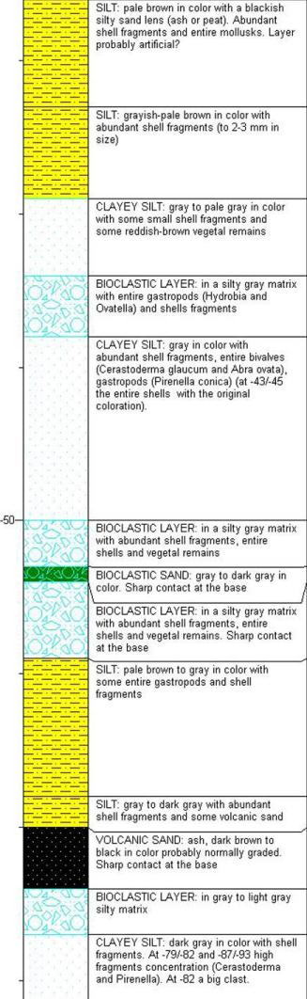 SILT: pale brown in color with a blackish
silty sand lens (ash or peat). Abundant
shell fragments and entire mollusks. Layer
probably artificial?
SILT: grayish-pale brown in color with
abundant shell fragments (to 2-3 mm in
size)
CLAYEY SILT: gray to pale gray in color
with some small shell fragments and
some reddish-brown vegetal remains
BIOCLASTIC LAYER: in a silty gray matrix
with entire gastropods (Hydrobia and
Ovatella) and shells fragments
CLAYEY SILT: gray in color with
abundant shell fragments, entire bivalves
(Cerastoderma glaucum and Abra ovata),
gastropods (Pirenella conica) (at -43/-45
the entire shells with the original
coloration).
-50
BIOCLASTIC LAYER: in a silty gray matrix
with abundant shell fragments, entire
shells and vegetal remains
BIOCLASTIC SAND: gray to dark gray in
color. Sharp contact at the base
BIOCLASTIC LAYER: in a silty gray matrix
with abundant shell fragments, entire
shells and vegetal remains. Sharp contact
at the base
SILT: pale brown to gray in color with
some entire gastropods and shell
fragments
SILT: gray to dark gray with abundant
shell fragments and some volcanic sand
VOLCANIC SAND: ash, dark brown to
black in color probably normally graded.
Sharp contact at the base
BIOCLASTIC LAYER: in gray to light gray
silty matrix
CLAYEY SILT: dark gray in color with shell
fragments. At -79/-82 and -87/-93 high
fragments concentration (Cerastoderma
and Pirenella). At -82 a big clast.